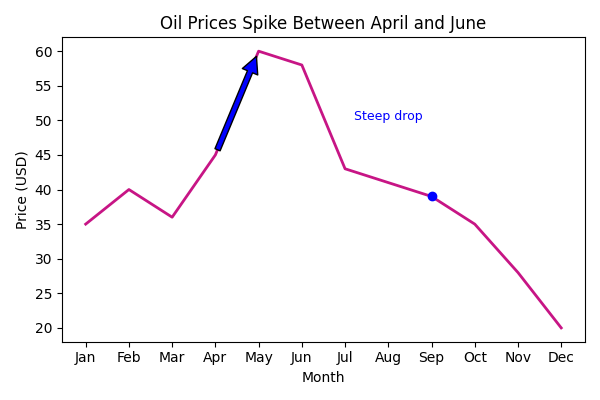 Oil Prices Spike Between April and June
60
55
50
45
40
35
30
25
20
Price (USD)
Steep drop
Jan Feb Mar Apr May Jun Jul Aug Sep Oct Nov Dec
Month